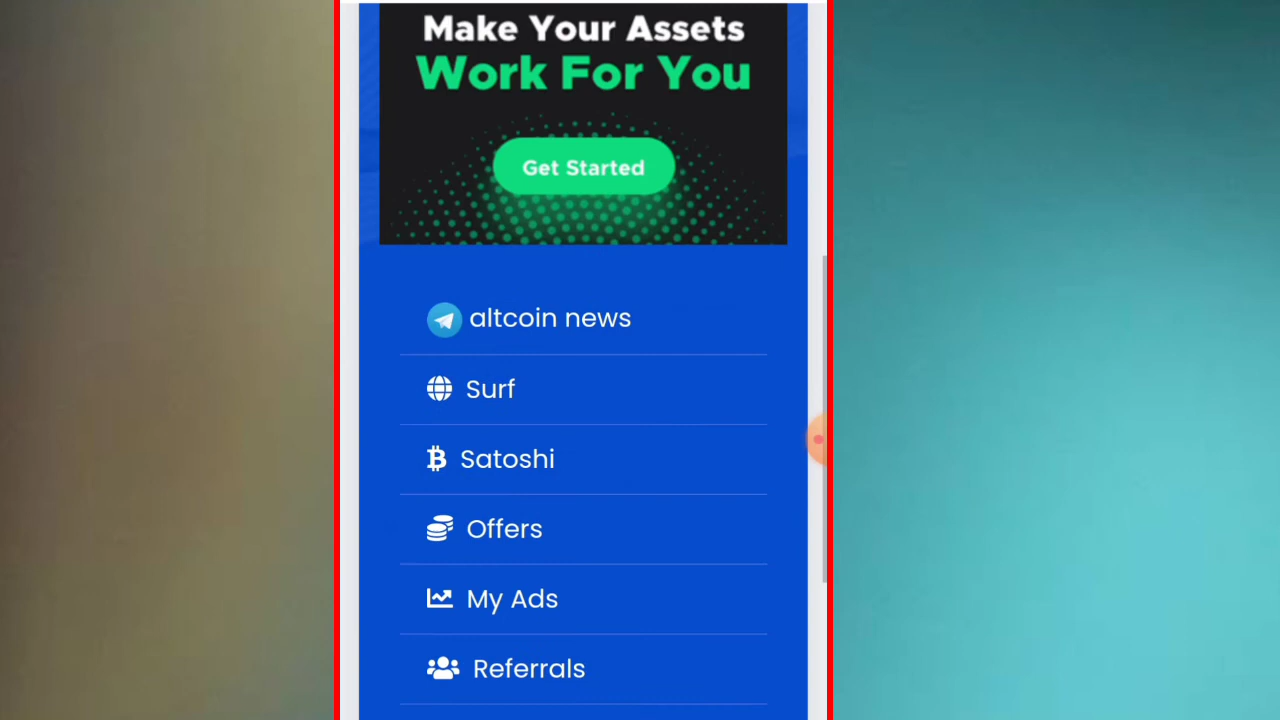 Make Your Assets
Work For You
Get Started
altcoin news
Surf
Satoshi
Offers
My Ads
Referrals